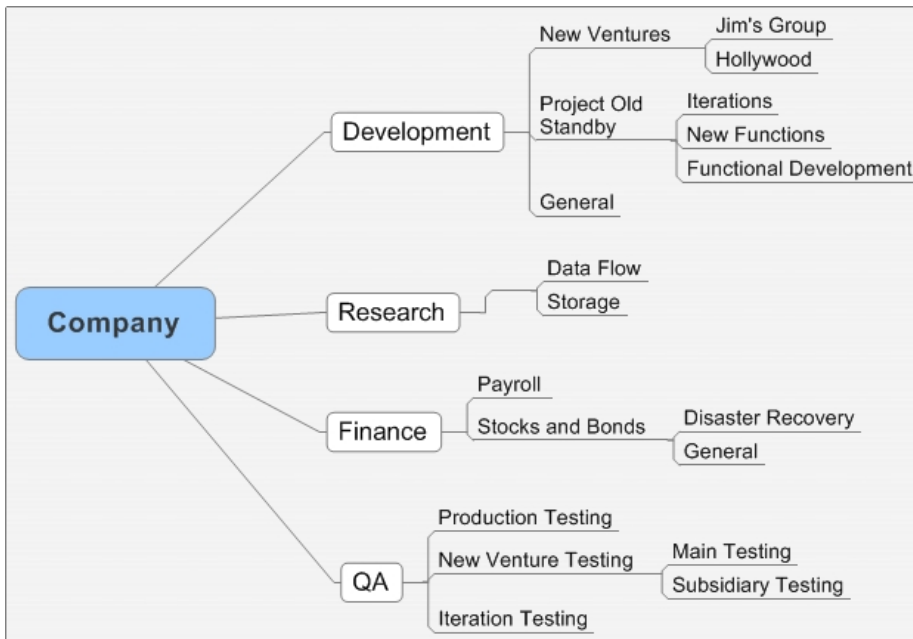 Company
Development
New Ventures
Jim's Group
Hollywood
Project Old
Standby
Iterations
New Functions
Functional Development
General
Research
Data Flow
Storage
Finance
Payroll
Stocks and Bonds
Disaster Recovery
General
QA
Production Testing
New Venture Testing
Main Testing
Subsidiary Testing
Iteration Testing